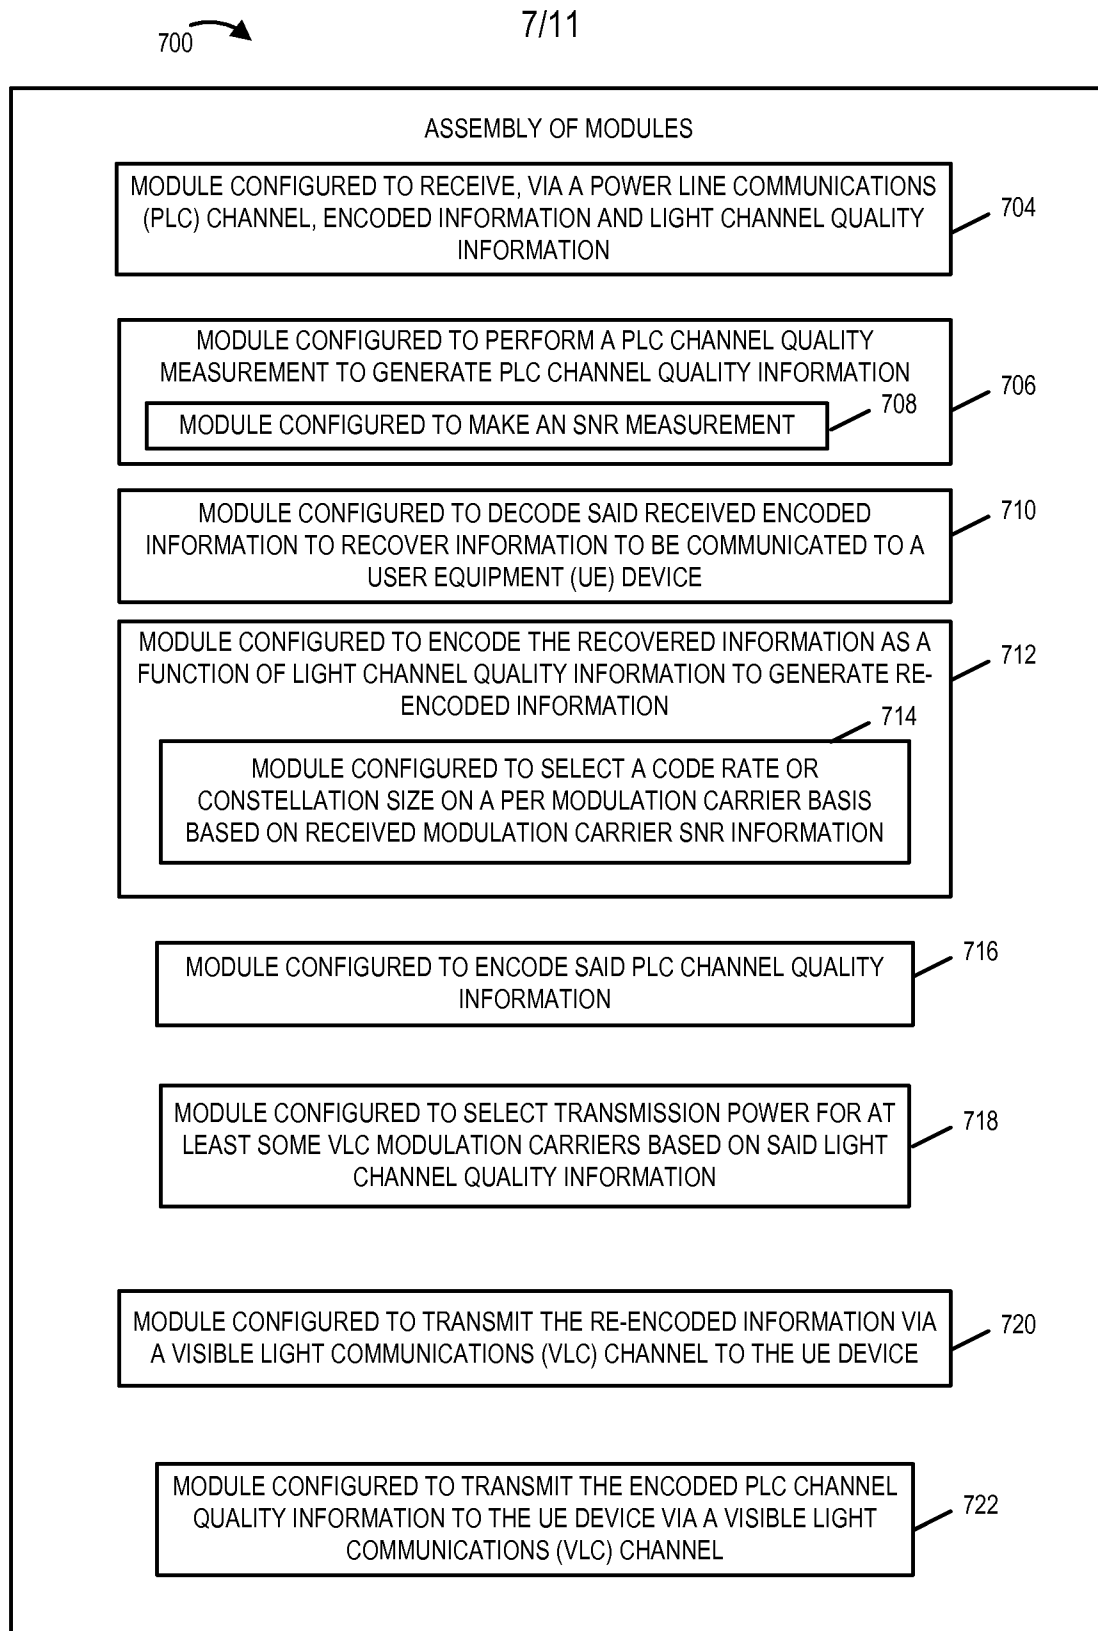 700
7/11
ASSEMBLY OF MODULES
MODULE CONFIGURED TO RECEIVE, VIA A POWER LINE COMMUNICATIONS
(PLC) CHANNEL, ENCODED INFORMATION AND LIGHT CHANNEL QUALITY
INFORMATION
704
MODULE CONFIGURED TO PERFORM A PLC CHANNEL QUALITY
MEASUREMENT TO GENERATE PLC CHANNEL QUALITY INFORMATION
706
708
MODULE CONFIGURED TO MAKE AN SNR MEASUREMENT
MODULE CONFIGURED TO DECODE SAID RECEIVED ENCODED
INFORMATION TO RECOVER INFORMATION TO BE COMMUNICATED TO A
USER EQUIPMENT (UE) DEVICE
710
MODULE CONFIGURED TO ENCODE THE RECOVERED INFORMATION AS A
FUNCTION OF LIGHT CHANNEL QUALITY INFORMATION TO GENERATE RE-
ENCODED INFORMATION
712
714
MODULE CONFIGURED TO SELECT A CODE RATE OR
CONSTELLATION SIZE ON A PER MODULATION CARRIER BASIS
BASED ON RECEIVED MODULATION CARRIER SNR INFORMATION
MODULE CONFIGURED TO ENCODE SAID PLC CHANNEL QUALITY
INFORMATION
716
MODULE CONFIGURED TO SELECT TRANSMISSION POWER FOR AT
LEAST SOME VLC MODULATION CARRIERS BASED ON SAID LIGHT
CHANNEL QUALITY INFORMATION
718
MODULE CONFIGURED TO TRANSMIT THE RE-ENCODED INFORMATION VIA
A VISIBLE LIGHT COMMUNICATIONS (VLC) CHANNEL TO THE UE DEVICE
720
MODULE CONFIGURED TO TRANSMIT THE ENCODED PLC CHANNEL
QUALITY INFORMATION TO THE UE DEVICE VIA A VISIBLE LIGHT
COMMUNICATIONS (VLC) CHANNEL
722